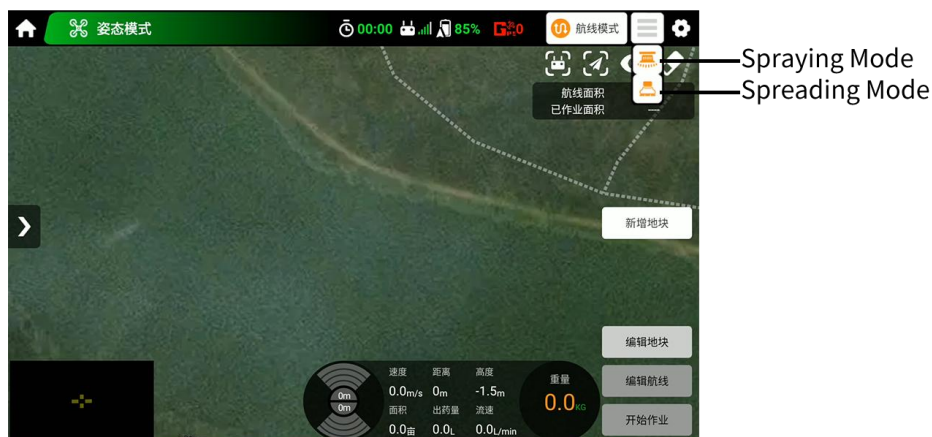 姿态模式
00:00
85%
0
航线模式
Spraying Mode
Spreading Mode
航线面积
已作业面积 —
新增地块
编辑地块
编辑航线
开始作业
0m
0m
速度 距离 高度
0.0m/s 0m -1.5m
面积 出药量 流速
0.0亩 0.0L 0.0L/min
重量
0.0KG